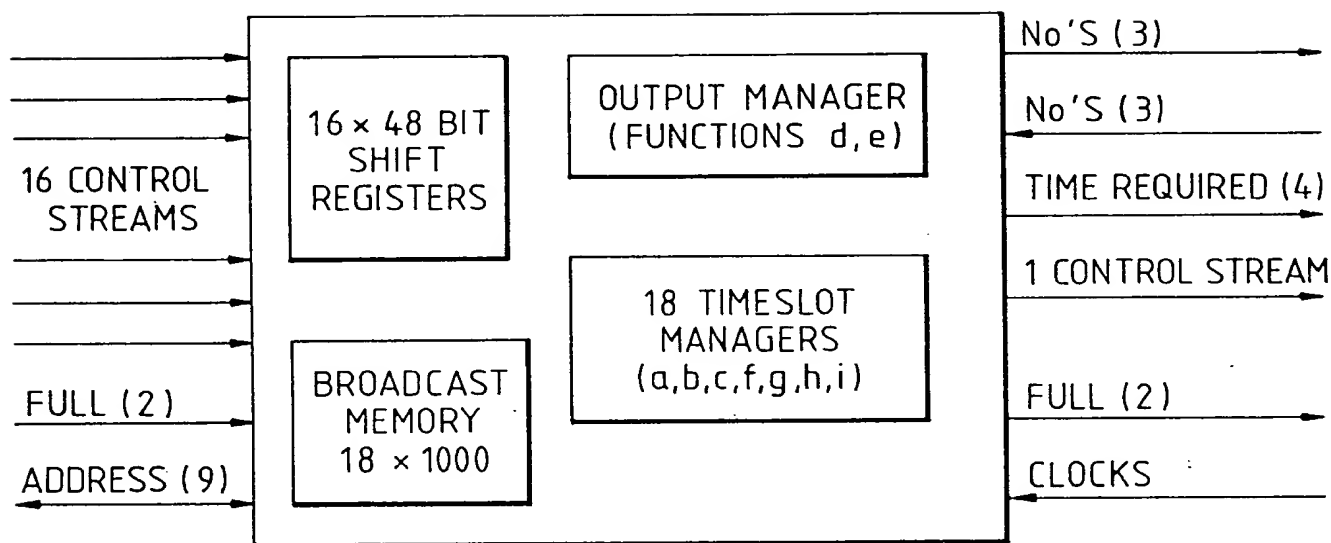 16 CONTROL
STREAMS
FULL (2)
ADDRESS (9)
16 × 48 BIT
SHIFT
REGISTERS
BROADCAST
MEMORY
18 × 1000
OUTPUT MANAGER
(FUNCTIONS d,e)
18 TIMESLOT
MANAGERS
(a,b,c,f,g,h,i)
No'S (3)
No'S (3)
TIME REQUIRED (4)
1 CONTROL STREAM
FULL (2)
CLOCKS